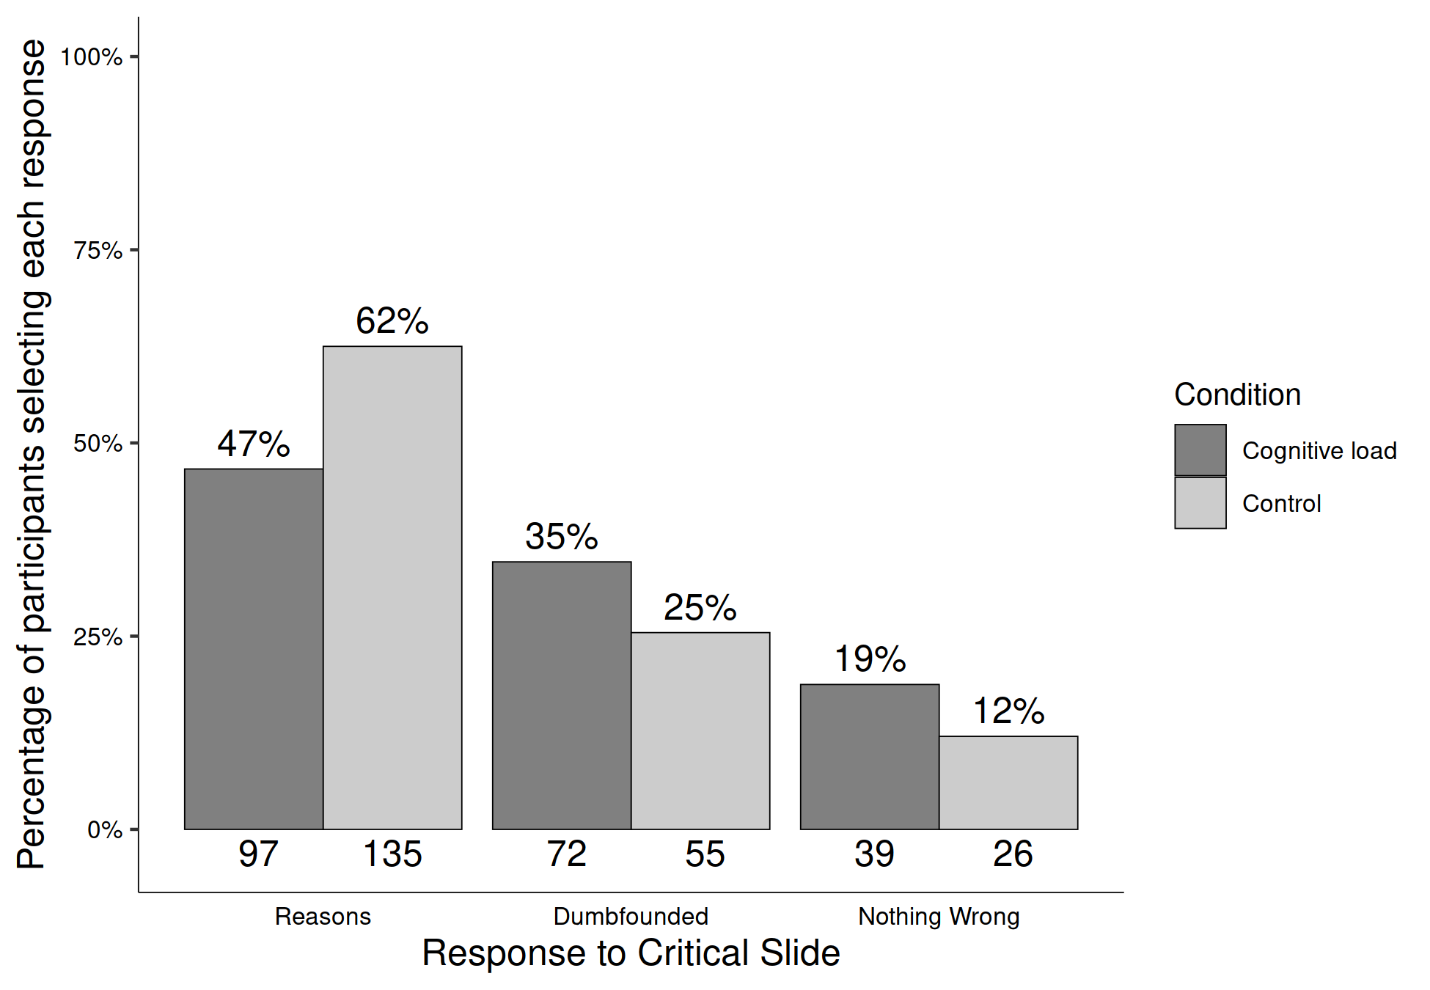 Percentage of participants selecting each response
100%
75%
50%
25%
0%
47%
62%
35%
25%
19%
12%
97
135
72
55
39
26
Reasons
Dumbfounded
Nothing Wrong
Response to Critical Slide
Condition
Cognitive load
Control